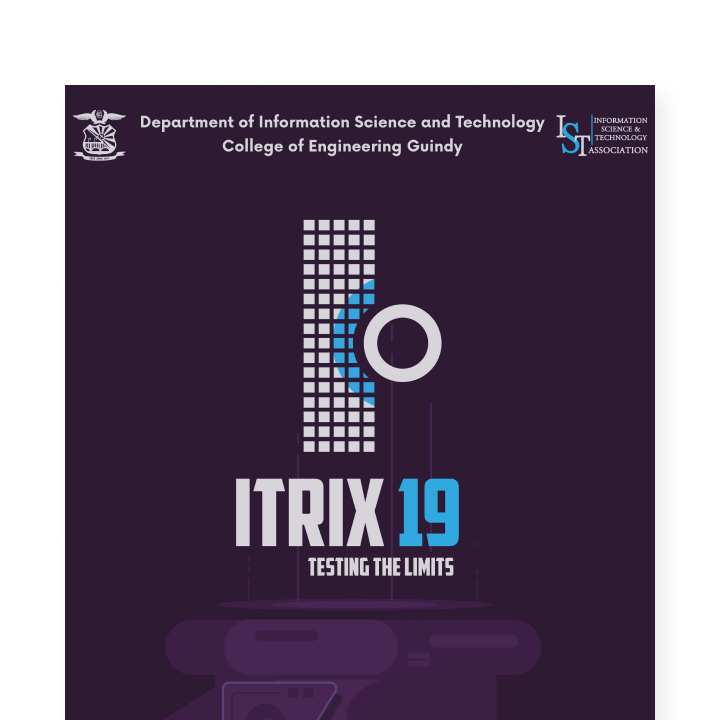 Department of Information Science and Technology
College of Engineering Guindy
IST
INFORMATION
SCIENCE &
TECHNOLOGY
ASSOCIATION
ITRIX 19
TESTING THE LIMITS